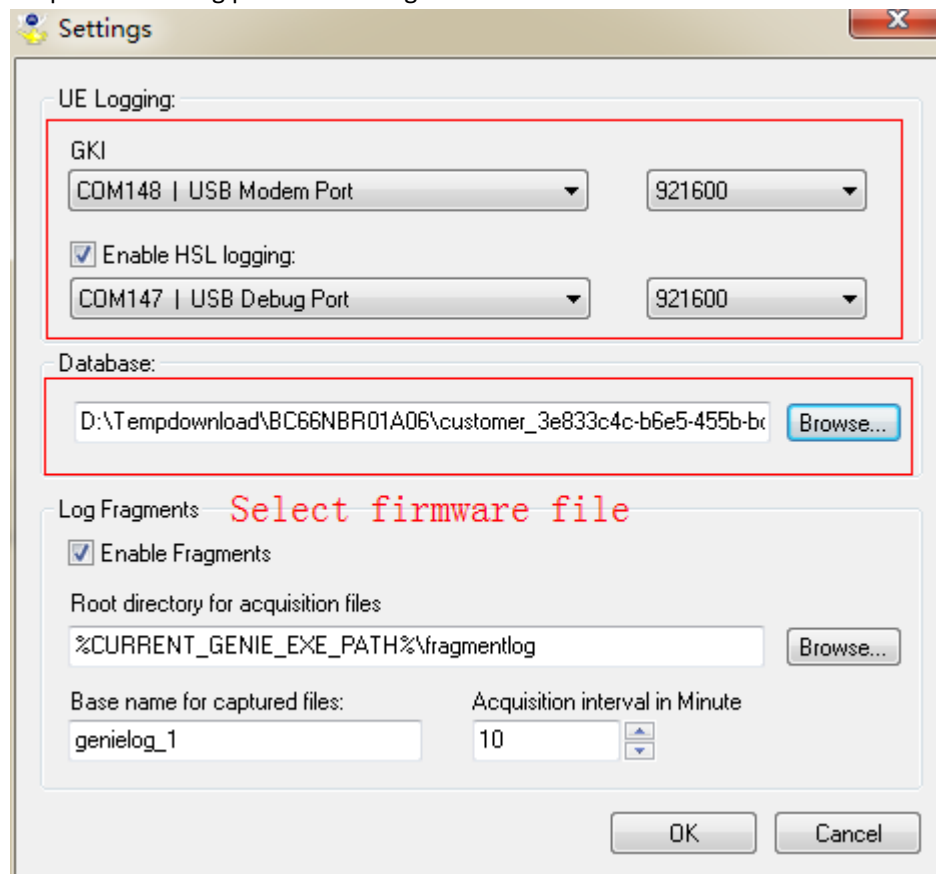 Settings
UE Logging:
GKI
COM148 | USB Modem Port 921600
Enable HSL logging:
COM147 | USB Debug Port 921600
Database:
D:\Tempdownload\BC66NBR01A06\customer_3e833c4c-b6e5-455b-bc Browse...
Log Fragments Select firmware file
Enable Fragments
Root directory for acquisition files
%CURRENT_GENIE_EXE_PATH%\fragmentlog Browse...
Base name for captured files: Acquisition interval in Minute
genielog_1 10
OK Cancel